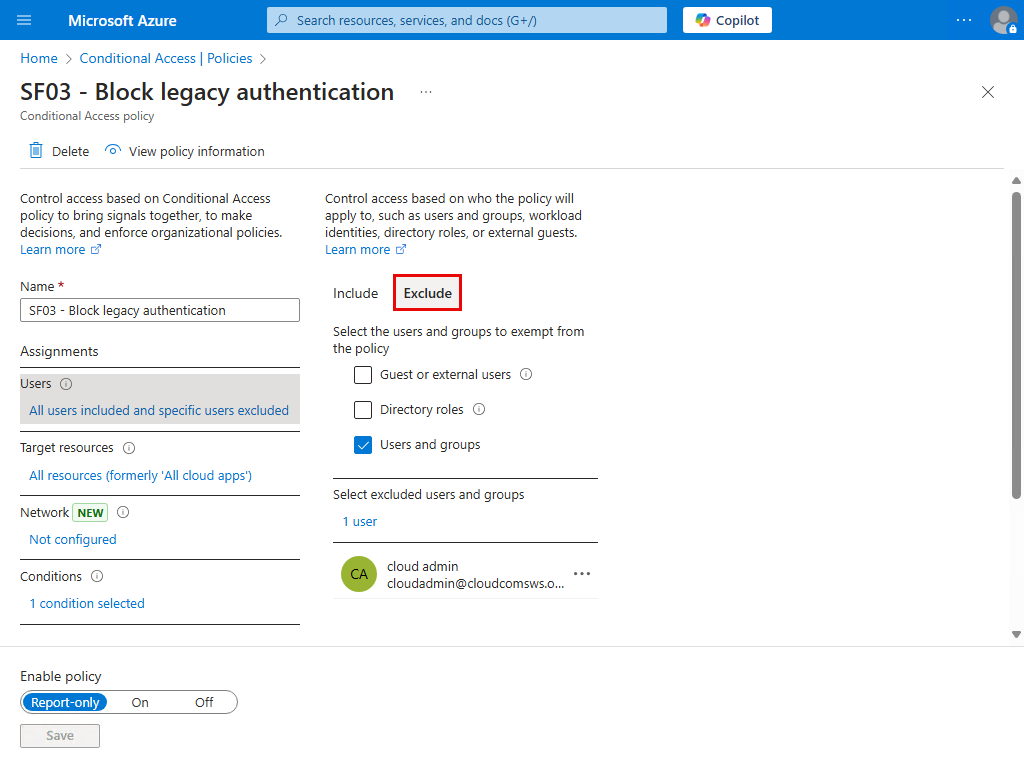 Microsoft Azure
Search resources, services, and docs (G+/)
Copilot
Home > Conditional Access | Policies >
SF03 - Block legacy authentication ...
Conditional Access policy
Delete
View policy information
Control access based on Conditional Access
policy to bring signals together, to make
decisions, and enforce organizational policies.
Learn more
Name *
SF03 - Block legacy authentication
Assignments
Users
All users included and specific users excluded
Target resources
All resources (formerly 'All cloud apps')
Network NEW
Not configured
Conditions
1 condition selected
Control access based on who the policy will
apply to, such as users and groups, workload
identities, directory roles, or external guests.
Learn more
Include
Exclude
Select the users and groups to exempt from
the policy
Guest or external users
Directory roles
Users and groups
Select excluded users and groups
1 user
CA
cloud admin
cloudadmin@cloudcomsws.o...
Enable policy
Report-only
On
Off
Save